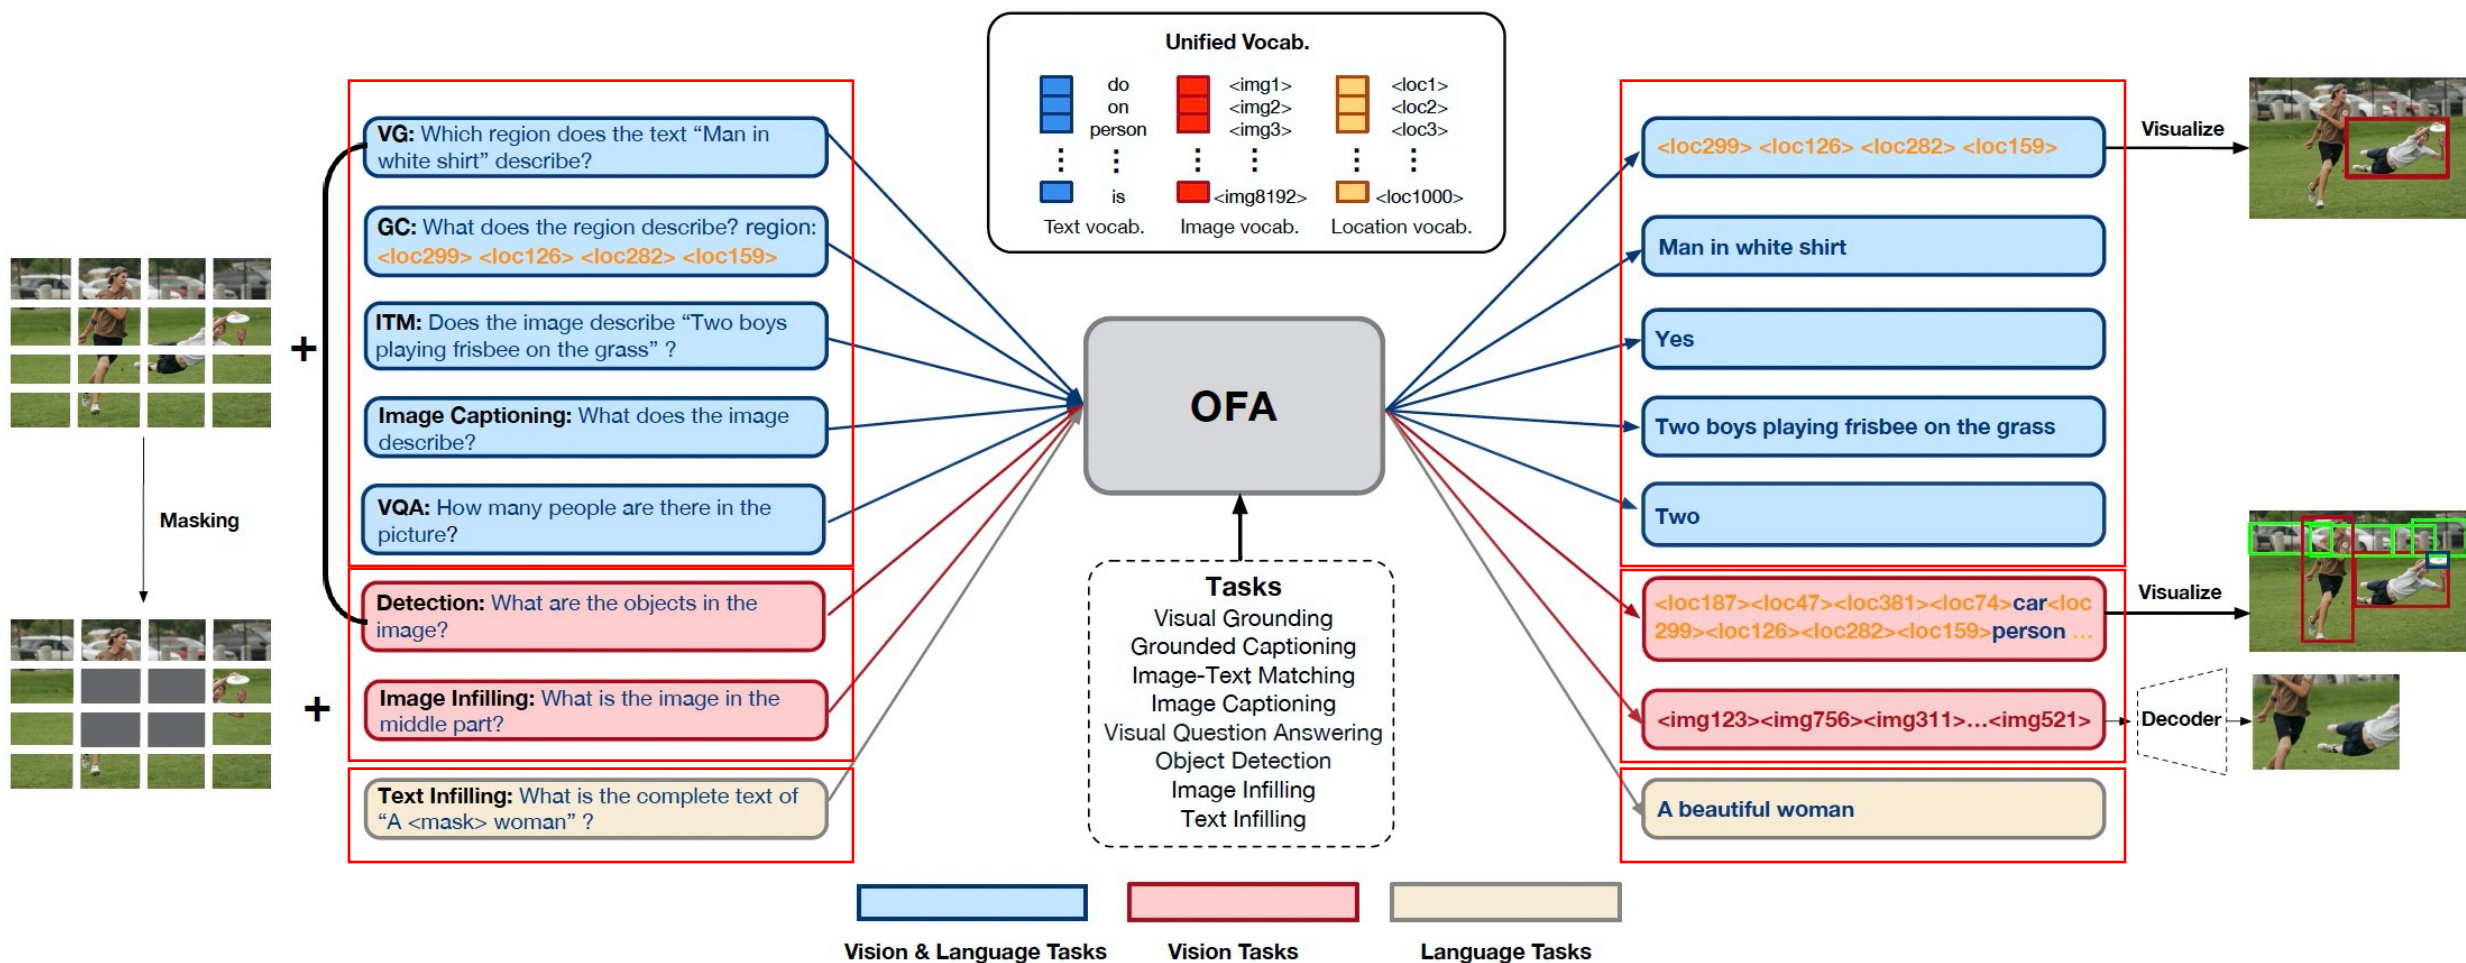 Unified Vocab.
do <img1> <loc1>
on <img2> <loc2>
person <img3> <loc3>
is <img8192> <loc1000>
Text vocab. Image vocab. Location vocab.
VG: Which region does the text “Man in
white shirt” describe?
GC: What does the region describe? region:
<loc299> <loc126> <loc282> <loc159>
ITM: Does the image describe “Two boys
playing frisbee on the grass” ?
Image Captioning: What does the image
describe?
VQA: How many people are there in the
picture?
Detection: What are the objects in the
image?
Image Infilling: What is the image in the
middle part?
Text Infilling: What is the complete text of
“A <mask> woman” ?
+
Masking
+
OFA
Tasks
Visual Grounding
Grounded Captioning
Image-Text Matching
Image Captioning
Visual Question Answering
Object Detection
Image Infilling
Text Infilling
<loc299> <loc126> <loc282> <loc159>
Visualize
Man in white shirt
Yes
Two boys playing frisbee on the grass
Two
<loc187><loc47><loc381><loc74>car<loc
299><loc126><loc282><loc159>person ...
Visualize
<img123><img756><img311>...<img521>
Decoder
A beautiful woman
Vision & Language Tasks
Vision Tasks
Language Tasks